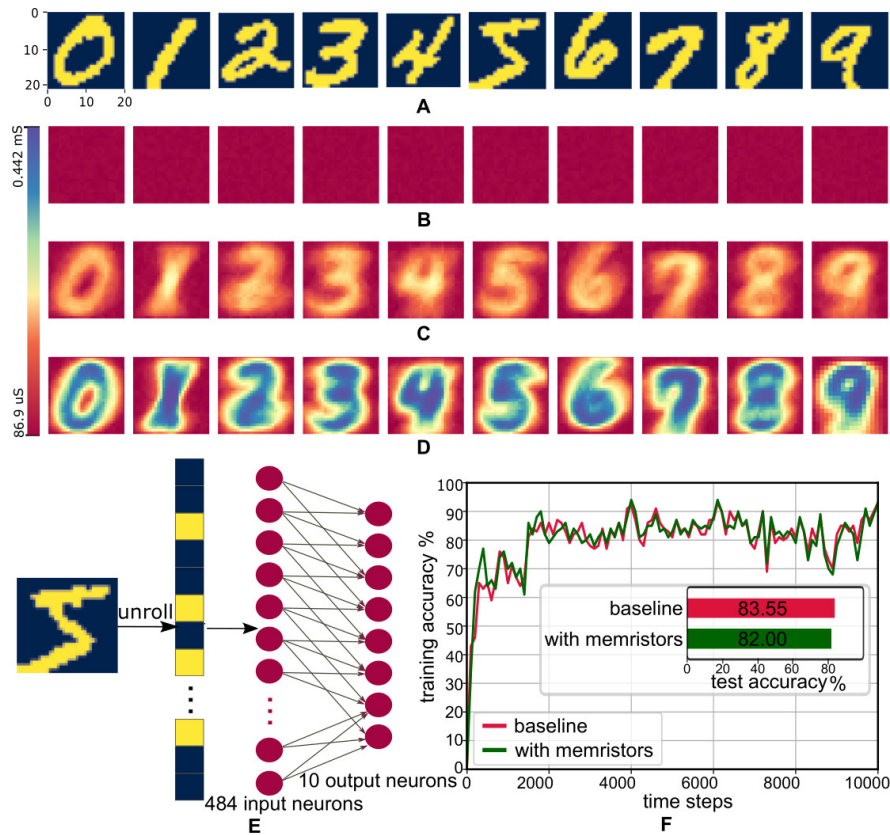 0
10
20
0 10 20
A
0.442 mS
86.9 uS
B
C
D
unroll
484 input neurons
10 output neurons
E
100
90
80
70
60
50
40
30
20
10
0
training accuracy %
baseline
83.55
with memristors
82.00
0 20 40 60 80
test accuracy%
baseline
with memristors
2000 4000 6000 8000 10000
time steps
F